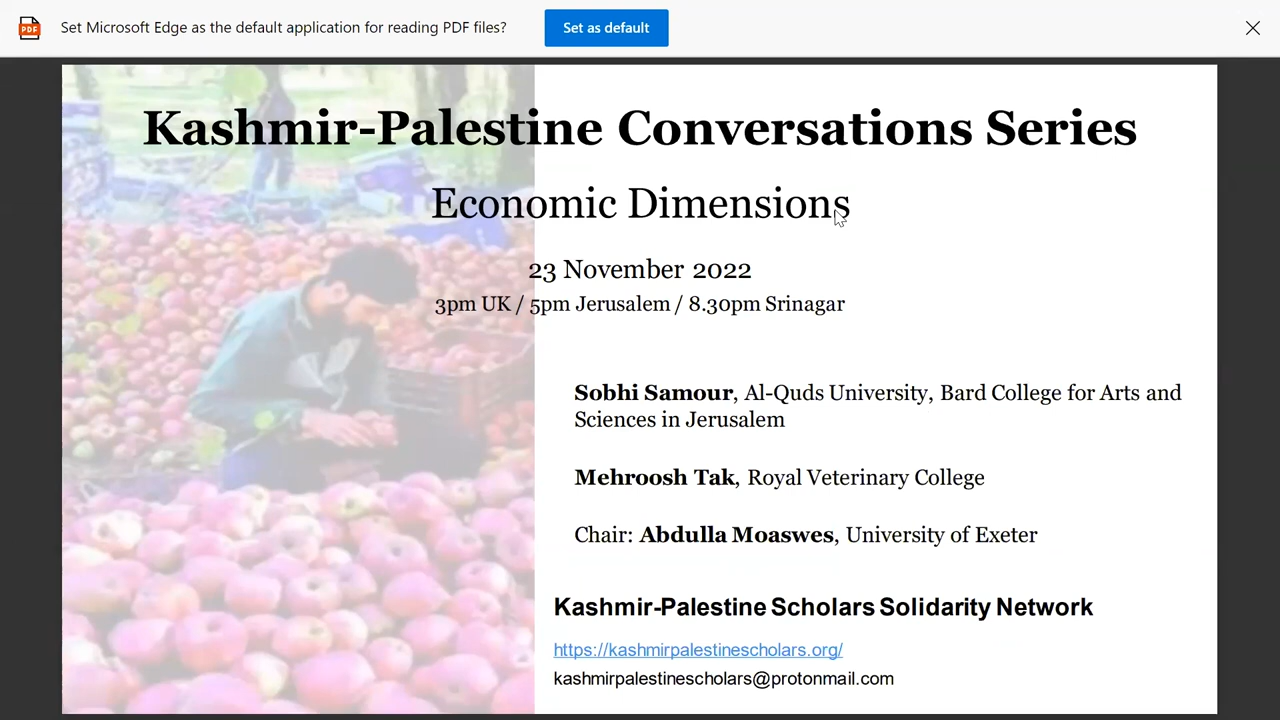 Set Microsoft Edge as the default application for reading PDF files?
Set as default
PDF
Kashmir-Palestine Conversations Series
Economic Dimensions
23 November 2022
3pm UK / 5pm Jerusalem / 8.30pm Srinagar
Sobhi Samour, Al-Quds University, Bard College for Arts and
Sciences in Jerusalem
Mehroosh Tak, Royal Veterinary College
Chair: Abdulla Moaswes, University of Exeter
Kashmir-Palestine Scholars Solidarity Network
https://kashmirpalestinescholars.org/
kashmirpalestinescholars@protonmail.com